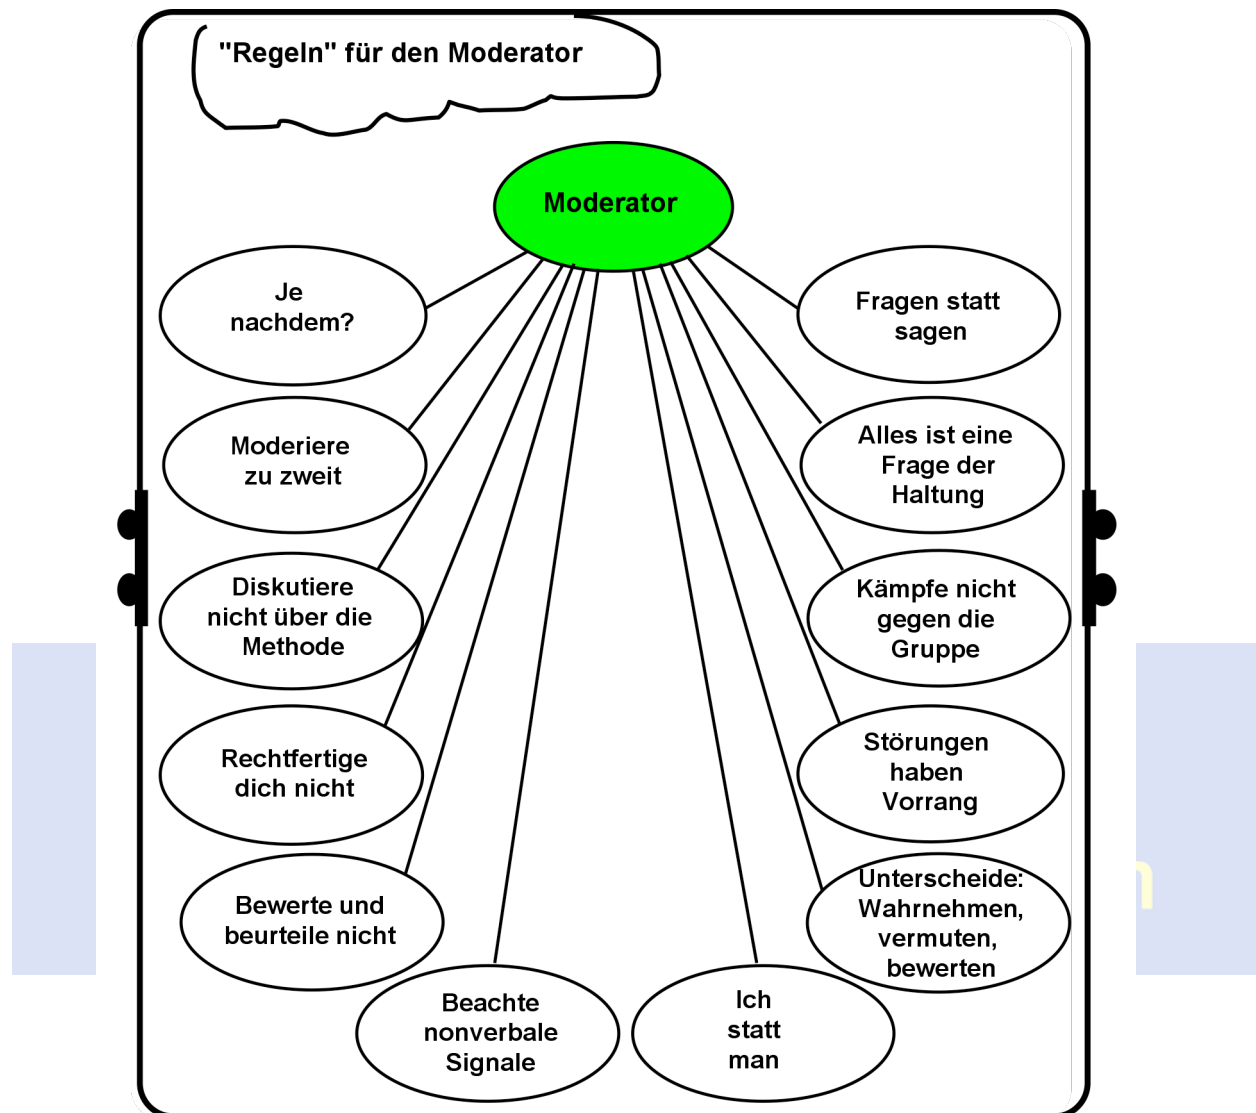 "Regeln" für den Moderator
Moderator
Je
nachdem?
Moderiere
zu zweit
Diskutiere
nicht über die
Methode
Rechtfertige
dich nicht
Bewerte und
beurteile nicht
Beachte
nonverbale
Signale
Ich
statt
man
Fragen statt
sagen
Alles ist eine
Frage der
Haltung
Kämpfe nicht
gegen die
Gruppe
Störungen
haben
Vorrang
Unterscheide:
Wahrnehmen,
vermuten,
bewerten
n